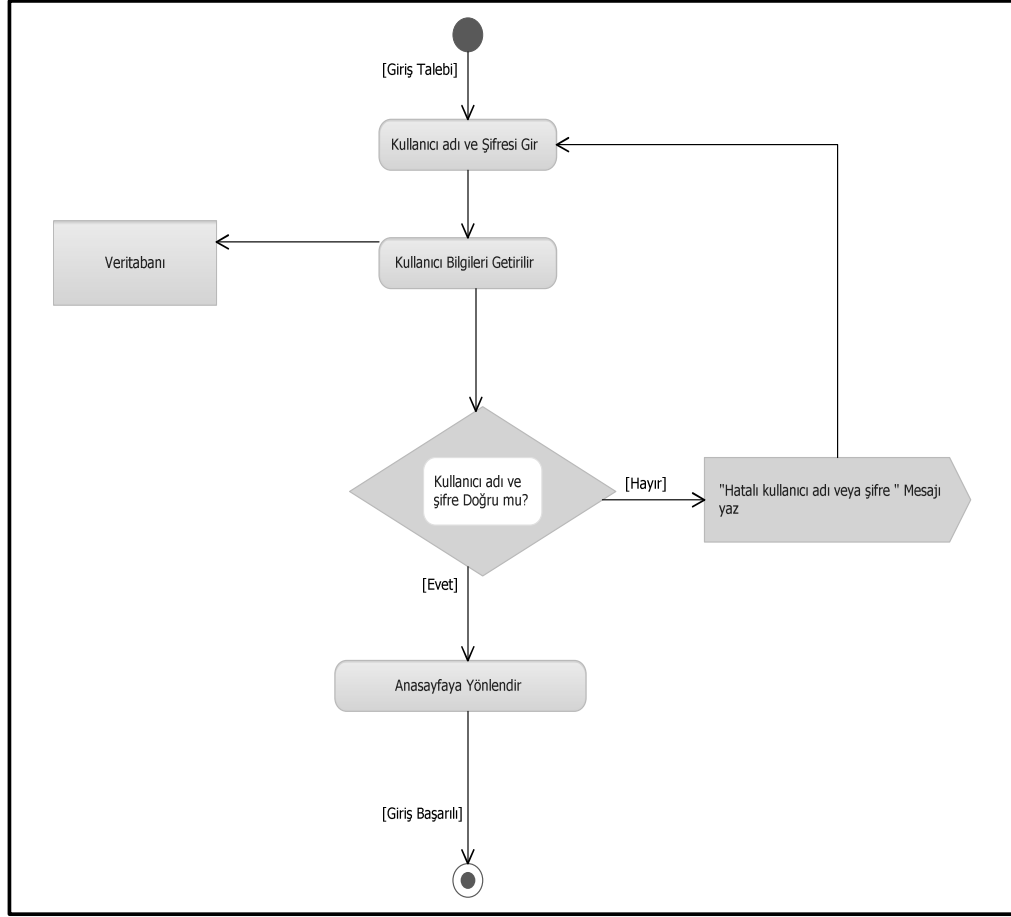 [Giriş Talebi]
Kullanıcı adı ve Şifresi Gir
Veritabanı
Kullanıcı Bilgileri Getirilir
Kullanıcı adı ve
şifre Doğru mu?
[Hayır]
"Hatalı kullanıcı adı veya şifre " Mesajı
yaz
[Evet]
Anasayfaya Yönlendir
[Giriş Başarılı]